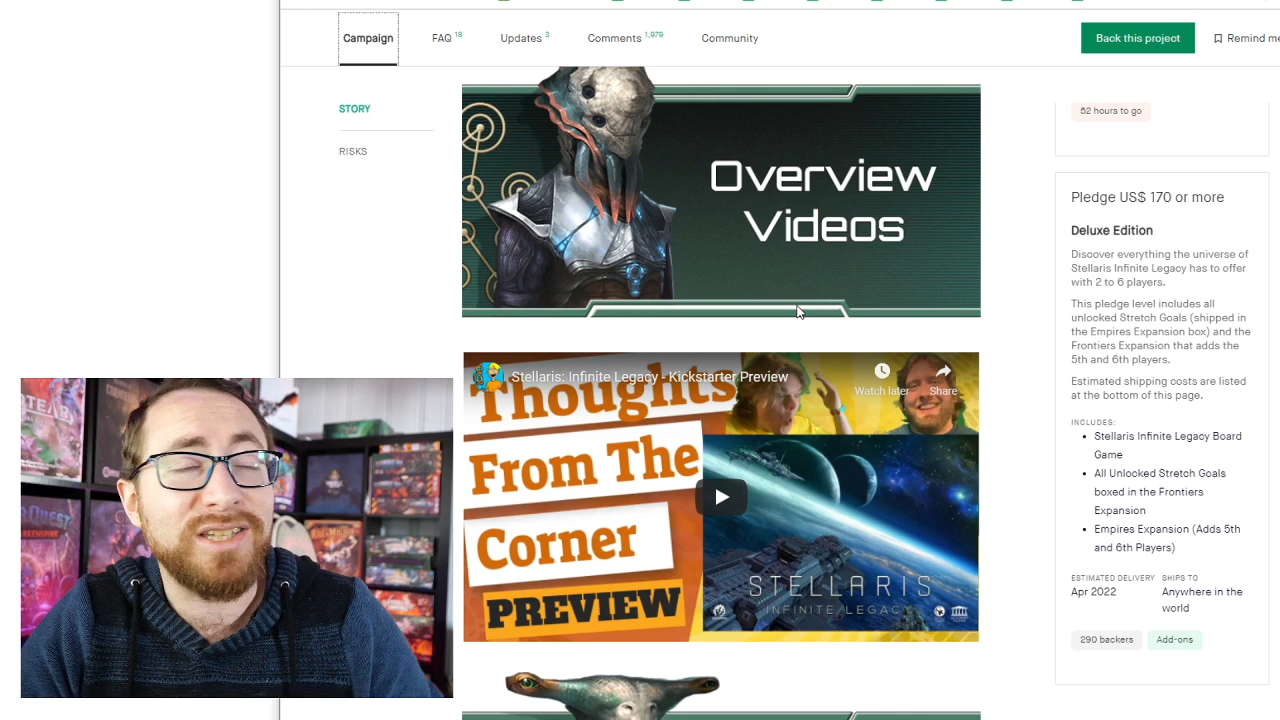 Campaign
FAQ 18
Updates 3
Comments 1,979
Community
Back this project
Remind me
STORY
RISKS
Overview
Videos
Stellaris: Infinite Legacy - Kickstarter Preview
Watch later
Share
Thoughts
From The
Corner
PREVIEW
STELLARIS
INFINITE LEGACY
52 hours to go
Pledge US$ 170 or more
Deluxe Edition
Discover everything the universe of
Stellaris Infinite Legacy has to offer
with 2 to 6 players.
This pledge level includes all
unlocked Stretch Goals (shipped in
the Empires Expansion box) and the
Frontiers Expansion that adds the
5th and 6th players.
Estimated shipping costs are listed
at the bottom of this page.
INCLUDES:
• Stellaris Infinite Legacy Board
Game
• All Unlocked Stretch Goals
boxed in the Frontiers
Expansion
• Empires Expansion (Adds 5th
and 6th Players)
ESTIMATED DELIVERY
Apr 2022
SHIPS TO
Anywhere in the
world
290 backers
Add-ons